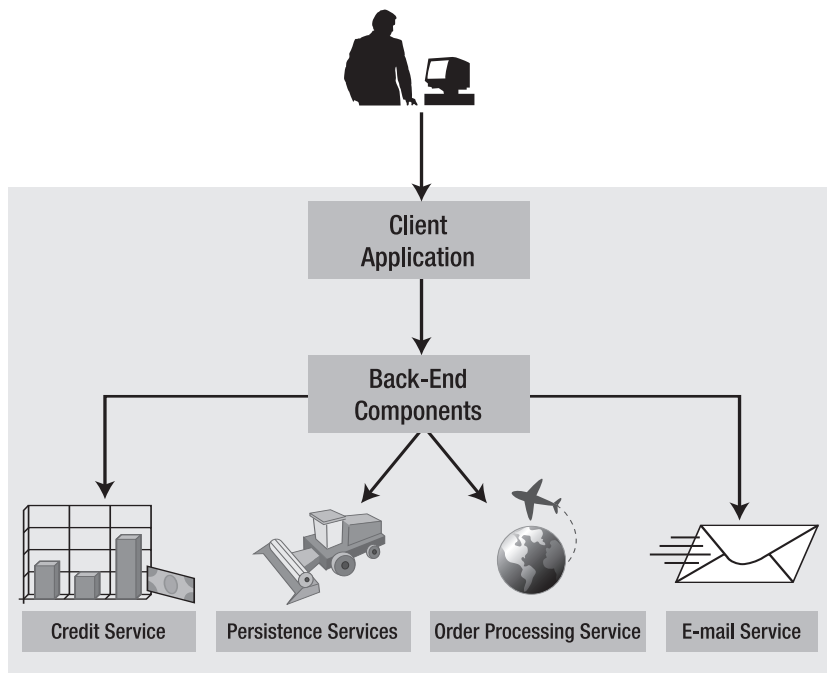 Client
Application
Back-End
Components
Credit Service
Persistence Services
Order Processing Service
E-mail Service